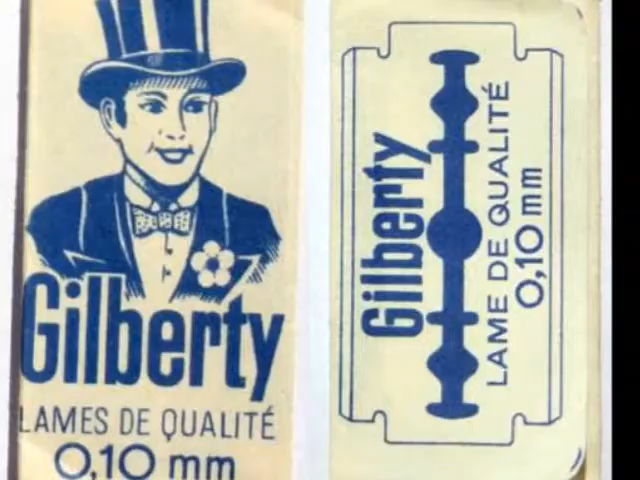 Gilberty
LAMES DE QUALITÉ
0,10 mm
Gilberty
LAME DE QUALITÉ
0,10 mm